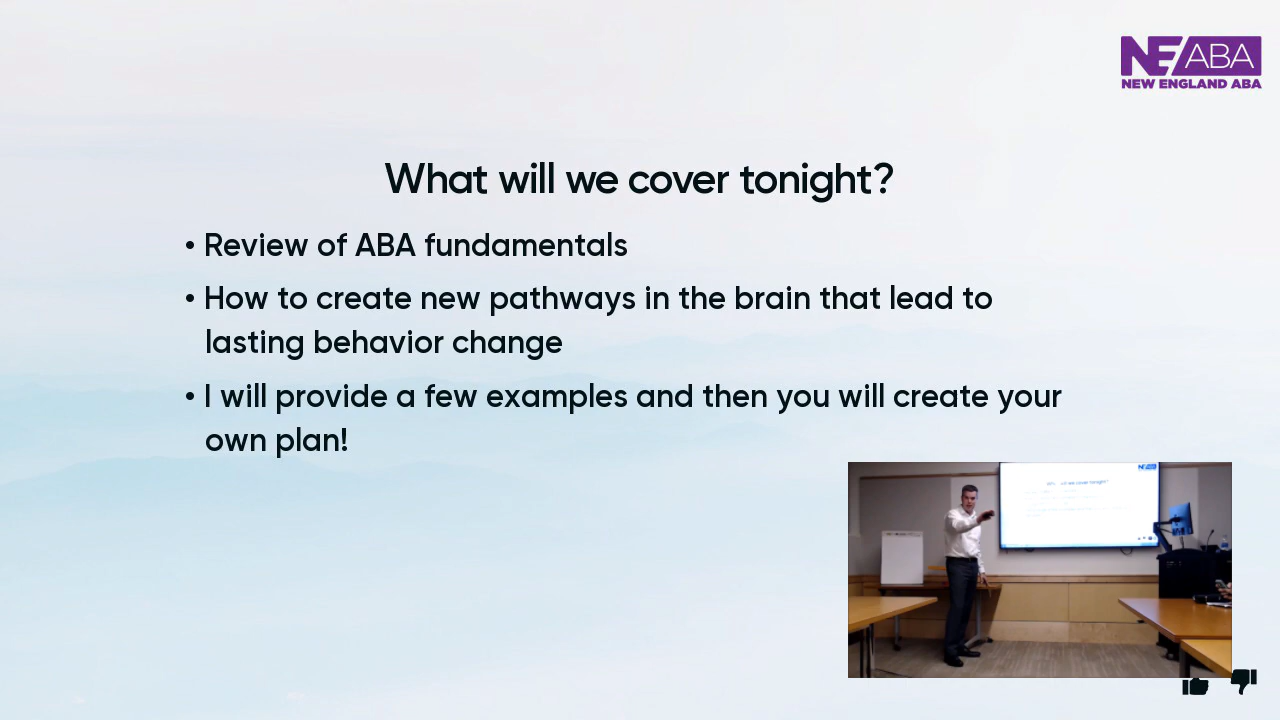 NE/ABA
NEW ENGLAND ABA
What will we cover tonight?
• Review of ABA fundamentals
• How to create new pathways in the brain that lead to
lasting behavior change
• I will provide a few examples and then you will create your
own plan!